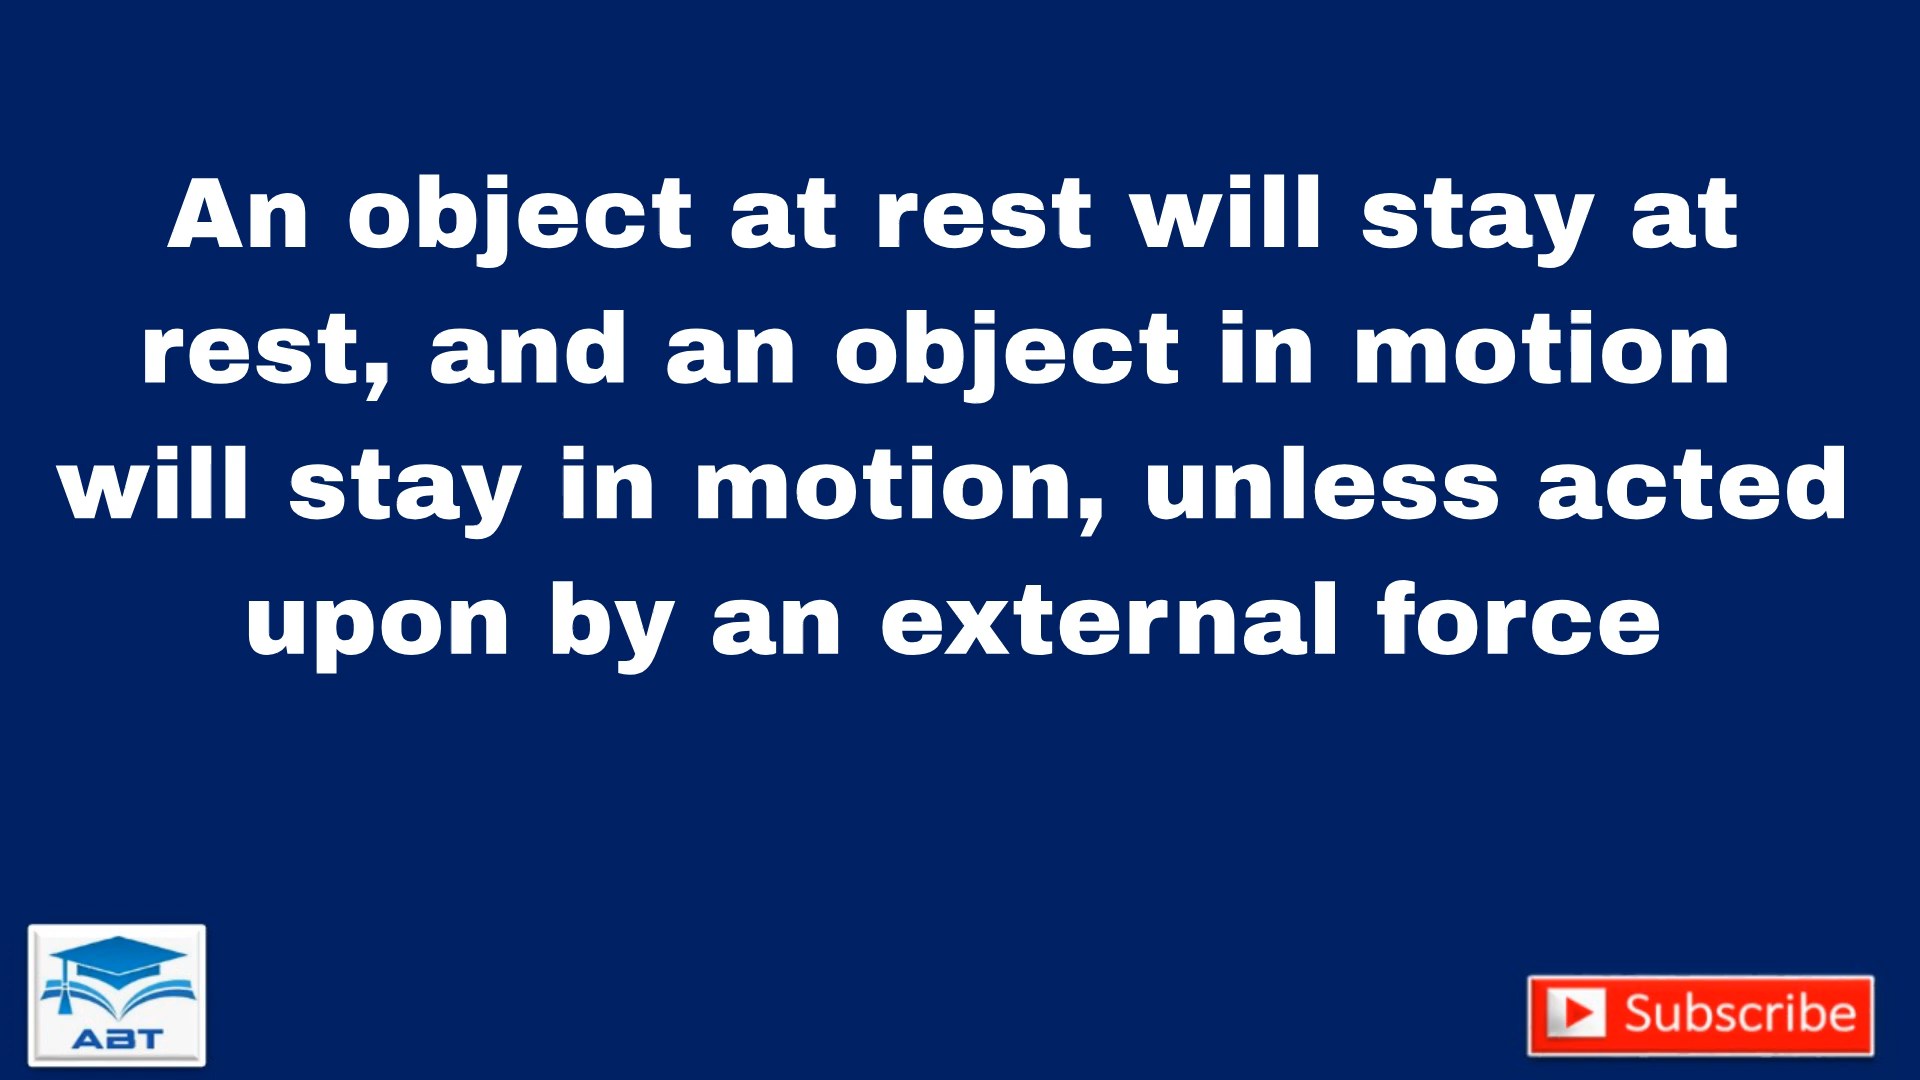 An object at rest will stay at
rest, and an object in motion
will stay in motion, unless acted
upon by an external force
ABT
Subscribe